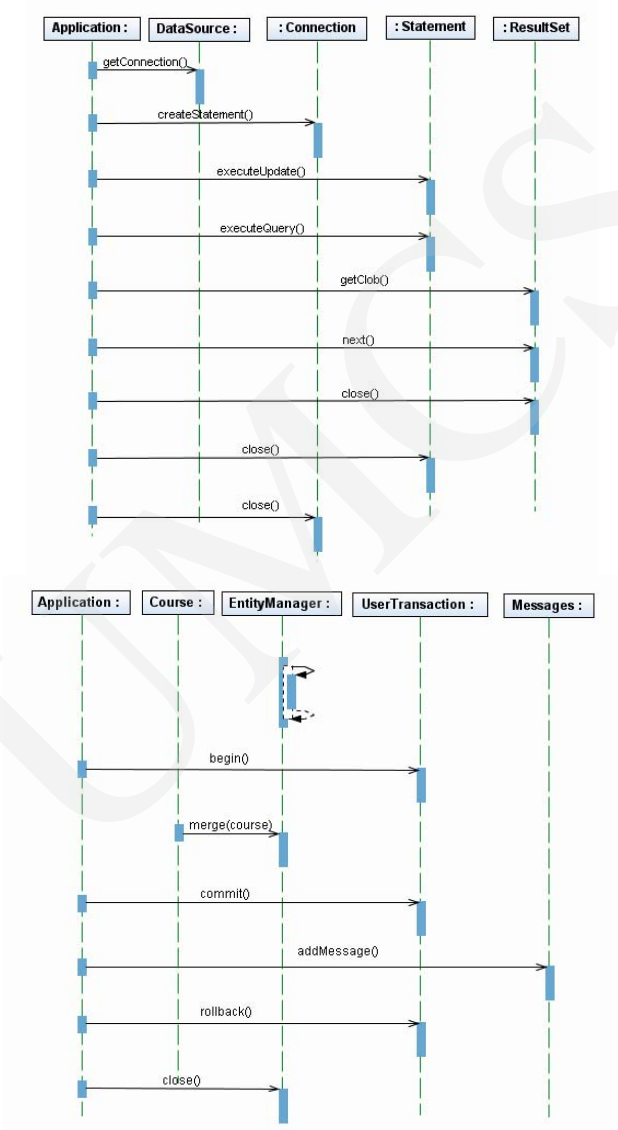 Application : DataSource : : Connection : Statement : ResultSet
getConnection()
createStatement()
executeUpdate()
executeQuery()
getClob()
next()
close()
close()
close()
Application : Course : EntityManager : UserTransaction : Messages :
begin()
merge(course)
commit()
addMessage()
rollback()
close()
UMCS